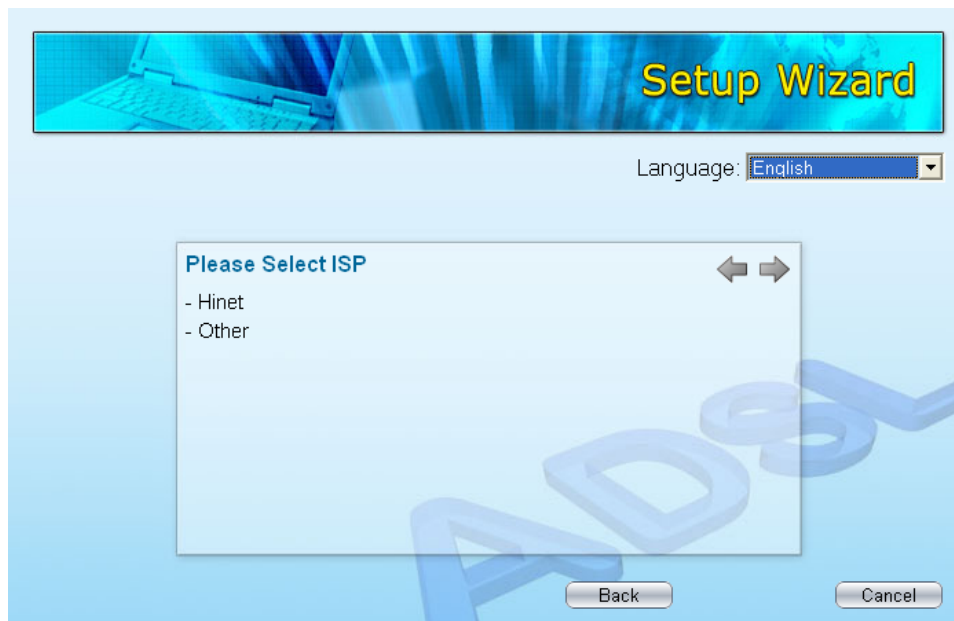 Setup Wizard
Language: English
Please Select ISP
- Hinet
- Other
ADSL
Back
Cancel